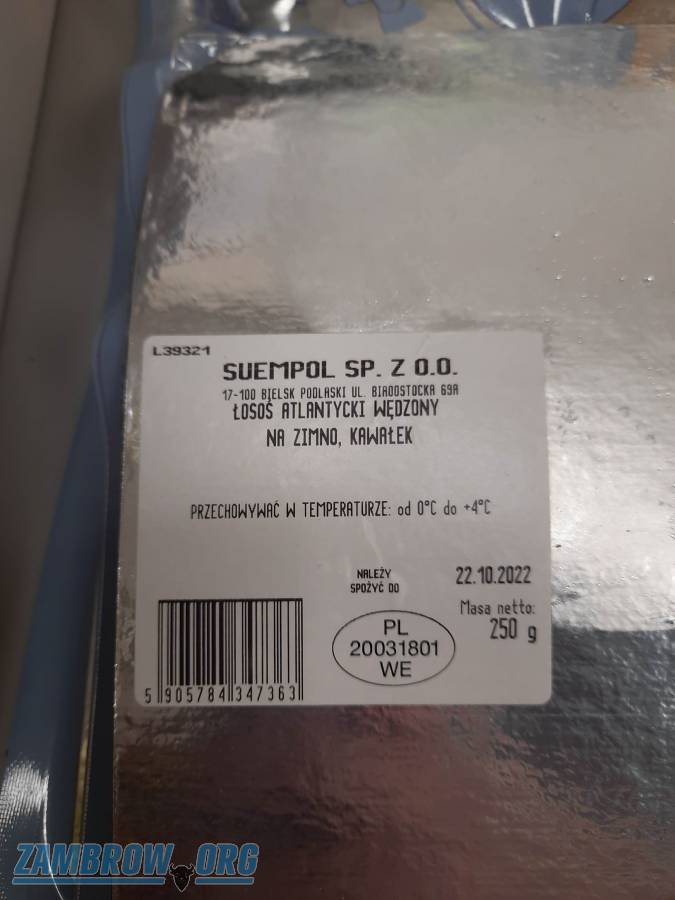 L39321
SUEMPOL SP. Z O.O.
17-100 BIELSK PODLASKI UL. BIAŁOSTOCKA 69A
ŁOSOŚ ATLANTYCKI WĘDZONY
NA ZIMNO, KAWAŁEK
PRZECHOWYWAĆ W TEMPERATURZE: od 0°C do +4°C
NALEŻY
SPOŻYĆ DO
22.10.2022
Masa netto:
250 g
PL
20031801
WE
5 905784 347363
ZAMBROW.ORG